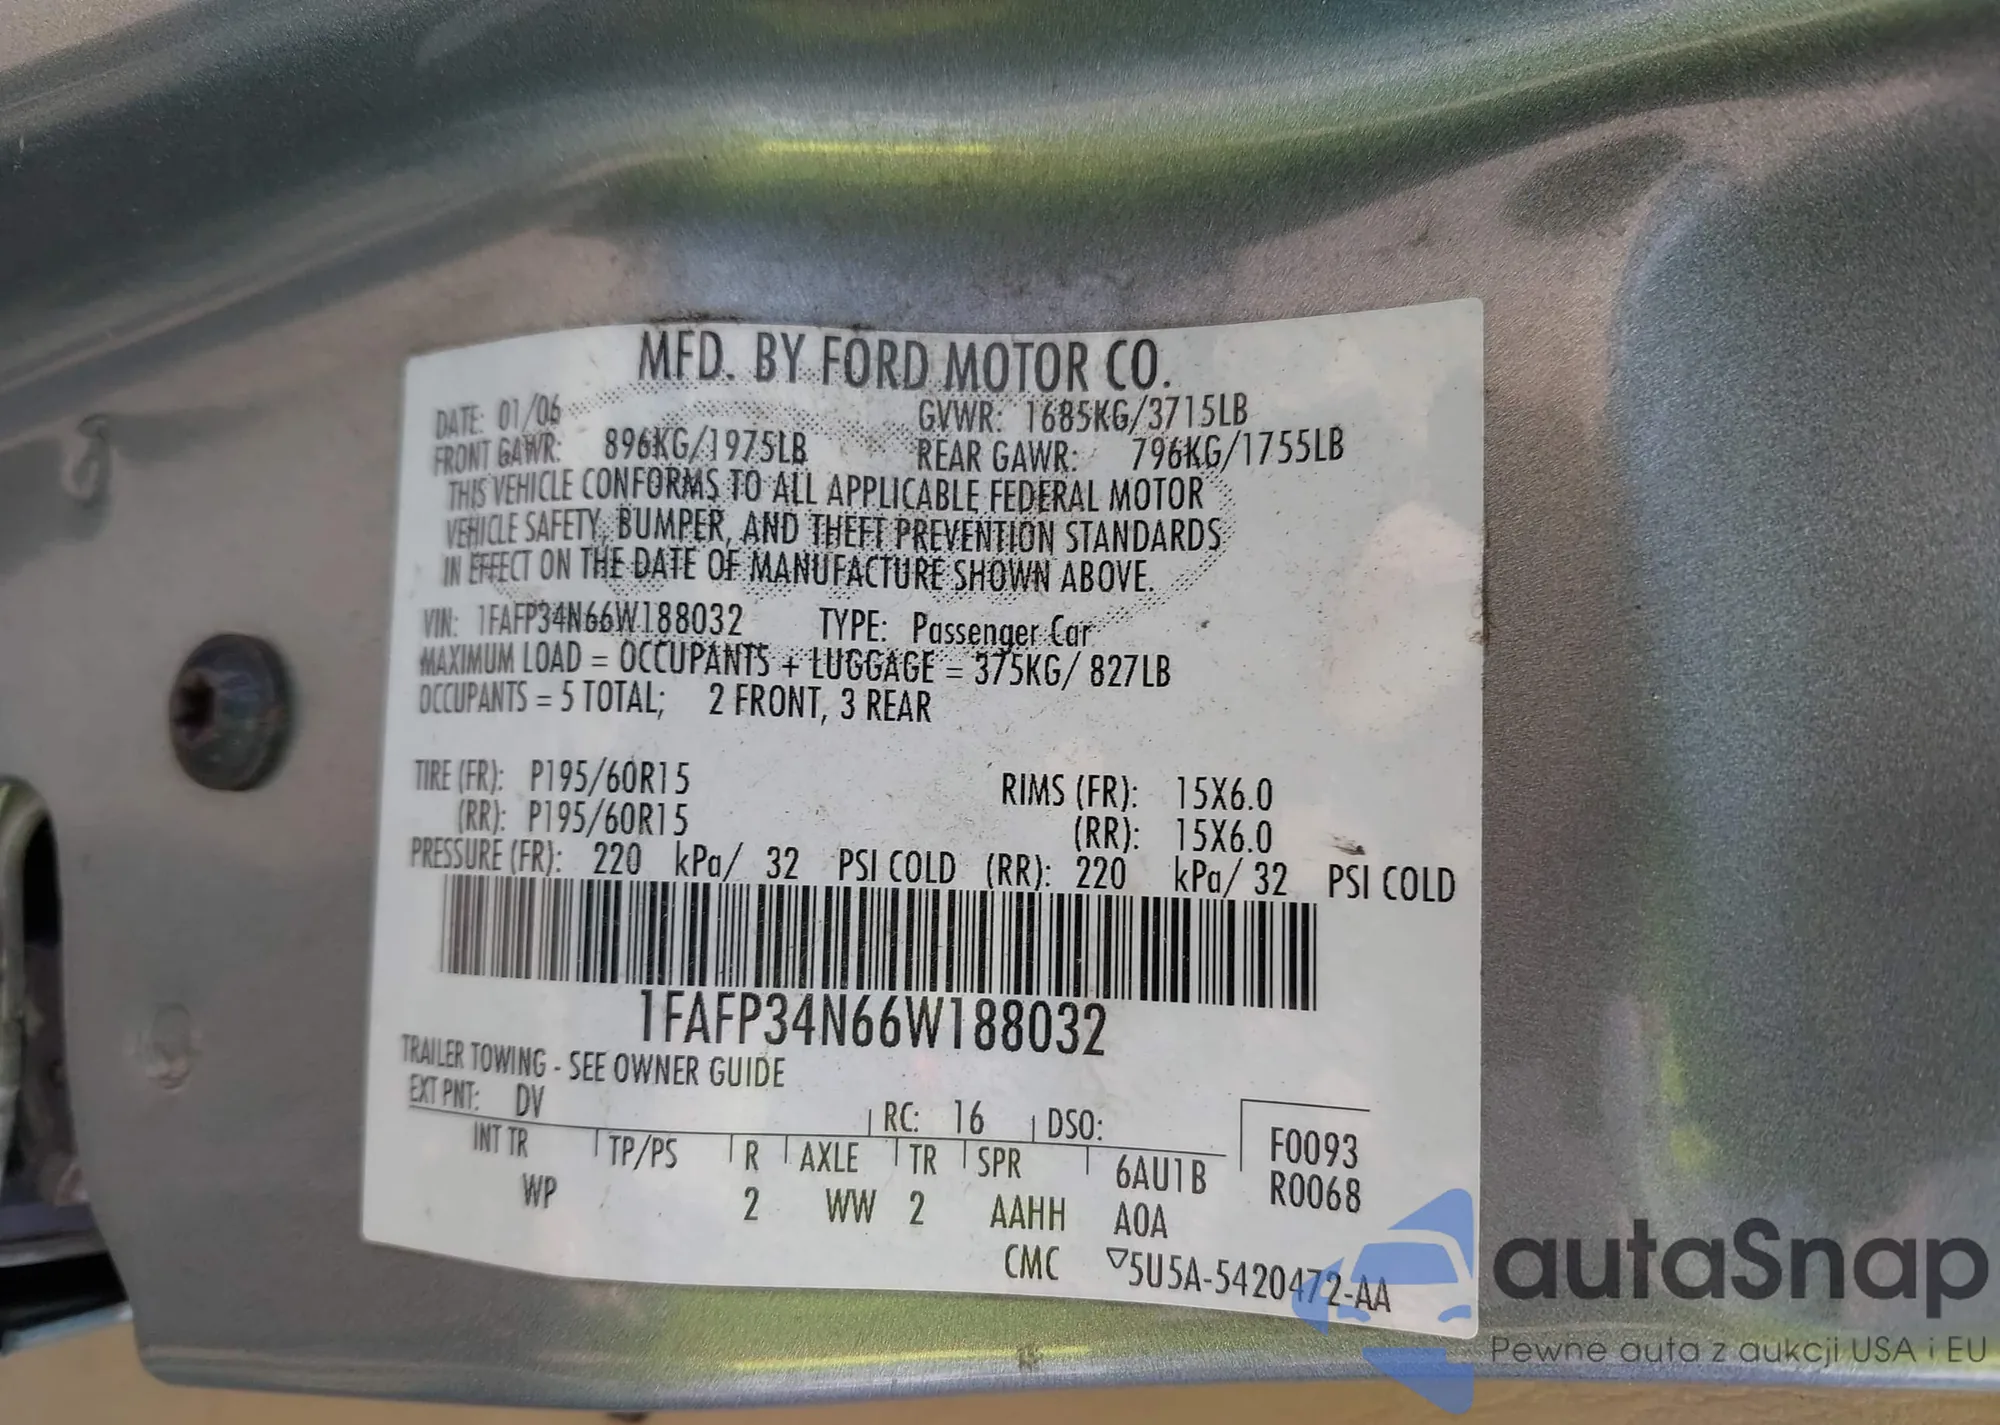 MFD. BY FORD MOTOR CO.
DATE: 01/06 GVWR: 1685KG/3715LB
FRONT GAWR: 896KG/1975LB REAR GAWR: 796KG/1755LB
THIS VEHICLE CONFORMS TO ALL APPLICABLE FEDERAL MOTOR
VEHICLE SAFETY, BUMPER, AND THEFT PREVENTION STANDARDS
IN EFFECT ON THE DATE OF MANUFACTURE SHOWN ABOVE.
VIN: 1FAFP34N66W188032 TYPE: Passenger Car
MAXIMUM LOAD = OCCUPANTS + LUGGAGE = 375KG/ 827LB
OCCUPANTS = 5 TOTAL; 2 FRONT, 3 REAR
TIRE (FR): P195/60R15 RIMS (FR): 15X6.0
(RR): P195/60R15 (RR): 15X6.0
PRESSURE (FR): 220 kPa/ 32 PSI COLD (RR): 220 kPa/ 32 PSI COLD
1FAFP34N66W188032
TRAILER TOWING - SEE OWNER GUIDE
EXT PNT: DV RC: 16 DSO: F0093
INT TR TP/PS R AXLE TR SPR 6AU1B R0068
WP 2 WW 2 AAHH A0A
CMC ▽5U5A-5420472-AA
autaSnap
Pewne auta z aukcji USA i EU